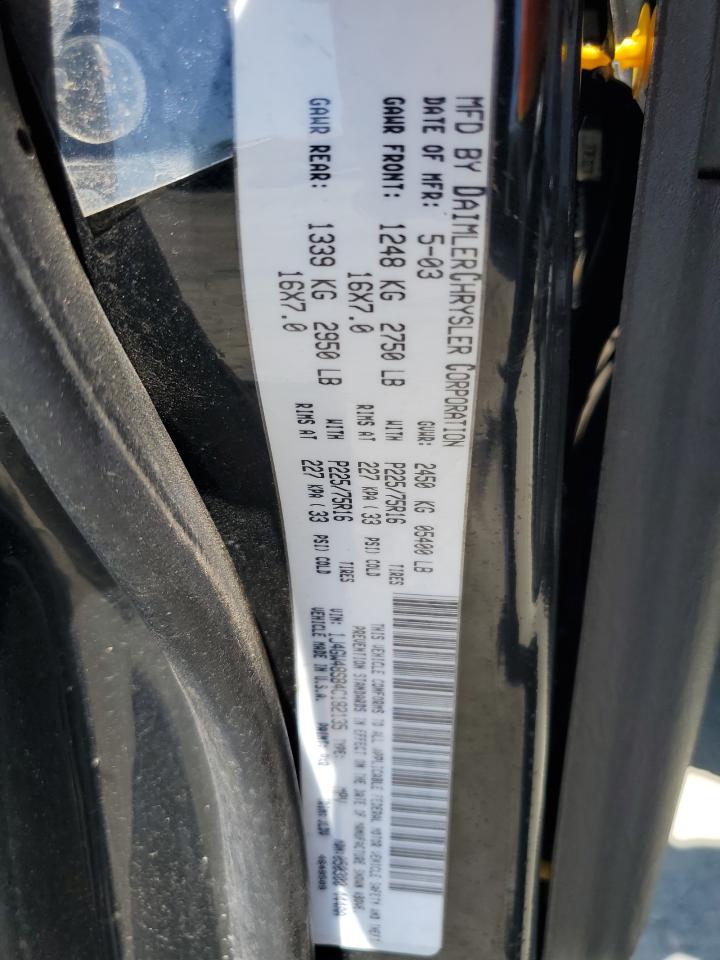 MFD BY DAIMLERCHRYSLER CORPORATION
DATE OF MFR: 5-03 GVWR: 2450 KG 05400 LB
GAWR FRONT: 1248 KG 2750 LB WITH P225/75R16 TIRES
16X7.0 RIMS AT 227 KPA ( 33 PSI) COLD
GAWR REAR: 1339 KG 2950 LB WITH P225/75R16 TIRES
16X7.0 RIMS AT 227 KPA ( 33 PSI) COLD
THIS VEHICLE CONFORMS TO ALL APPLICABLE FEDERAL MOTOR VEHICLE SAFETY AND THEFT
PREVENTION STANDARDS IN EFFECT ON THE DATE OF MANUFACTURE SHOWN ABOVE
VIN: 1J4GW48S84C182135 TYPE: MPV
VEHICLE MADE IN U.S.A.